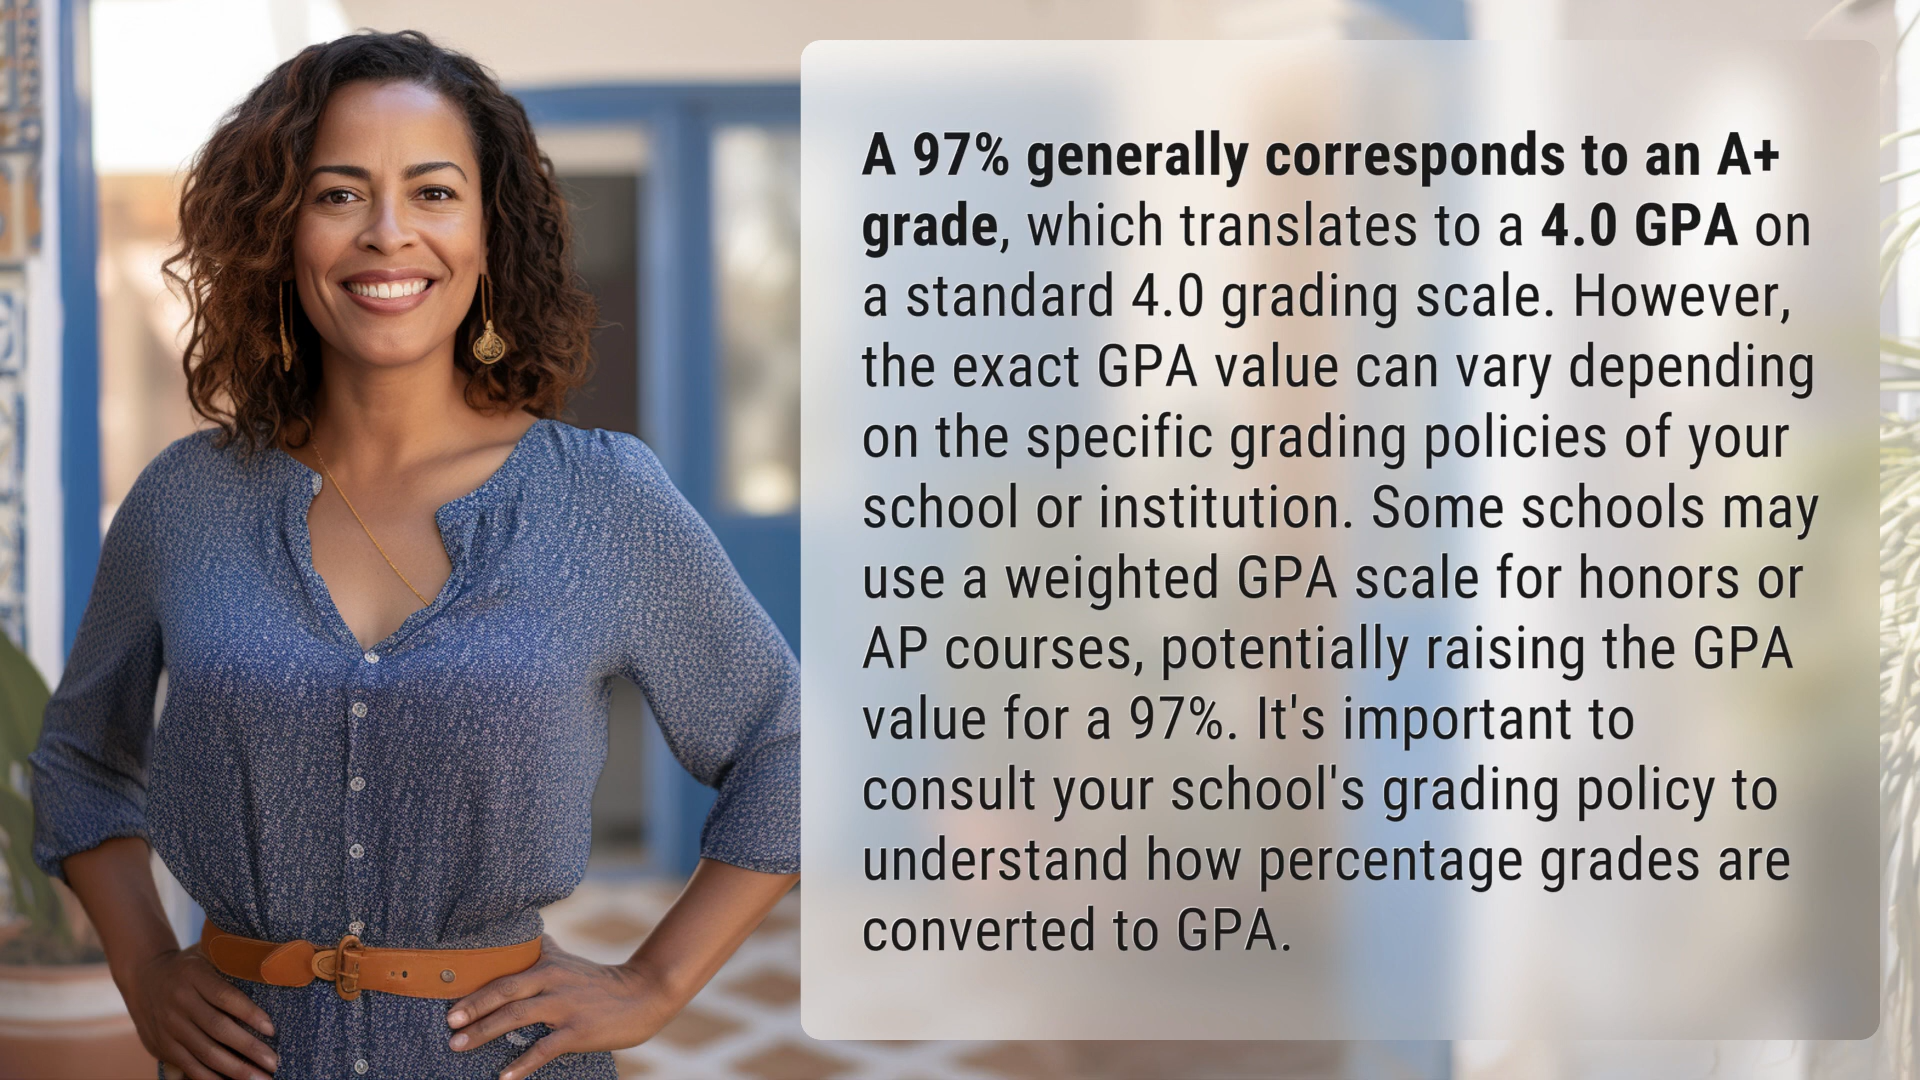 A 97% generally corresponds to an A+
grade, which translates to a 4.0 GPA on
a standard 4.0 grading scale. However,
the exact GPA value can vary depending
on the specific grading policies of your
school or institution. Some schools may
use a weighted GPA scale for honors or
AP courses, potentially raising the GPA
value for a 97%. It's important to
consult your school's grading policy to
understand how percentage grades are
converted to GPA.